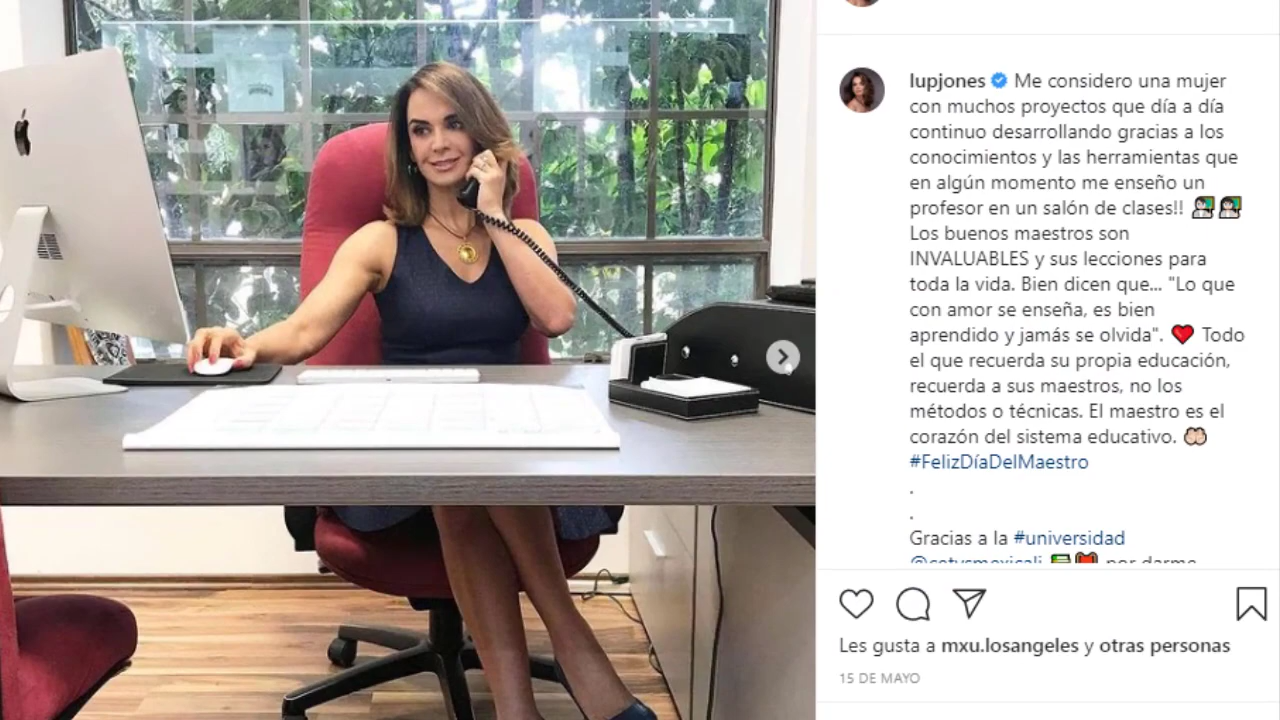 lupjones Me considero una mujer
con muchos proyectos que día a día
continuo desarrollando gracias a los
conocimientos y las herramientas que
en algún momento me enseño un
profesor en un salón de clases!!
Los buenos maestros son
INVALUABLES y sus lecciones para
toda la vida. Bien dicen que... "Lo que
con amor se enseña, es bien
aprendido y jamás se olvida". ❤️ Todo
el que recuerda su propia educación,
recuerda a sus maestros, no los
métodos o técnicas. El maestro es el
corazón del sistema educativo.
#FelizDíaDelMaestro
.
.
Gracias a la #universidad
@cetysmexicali por darme
Les gusta a mxu.losangeles y otras personas
15 DE MAYO